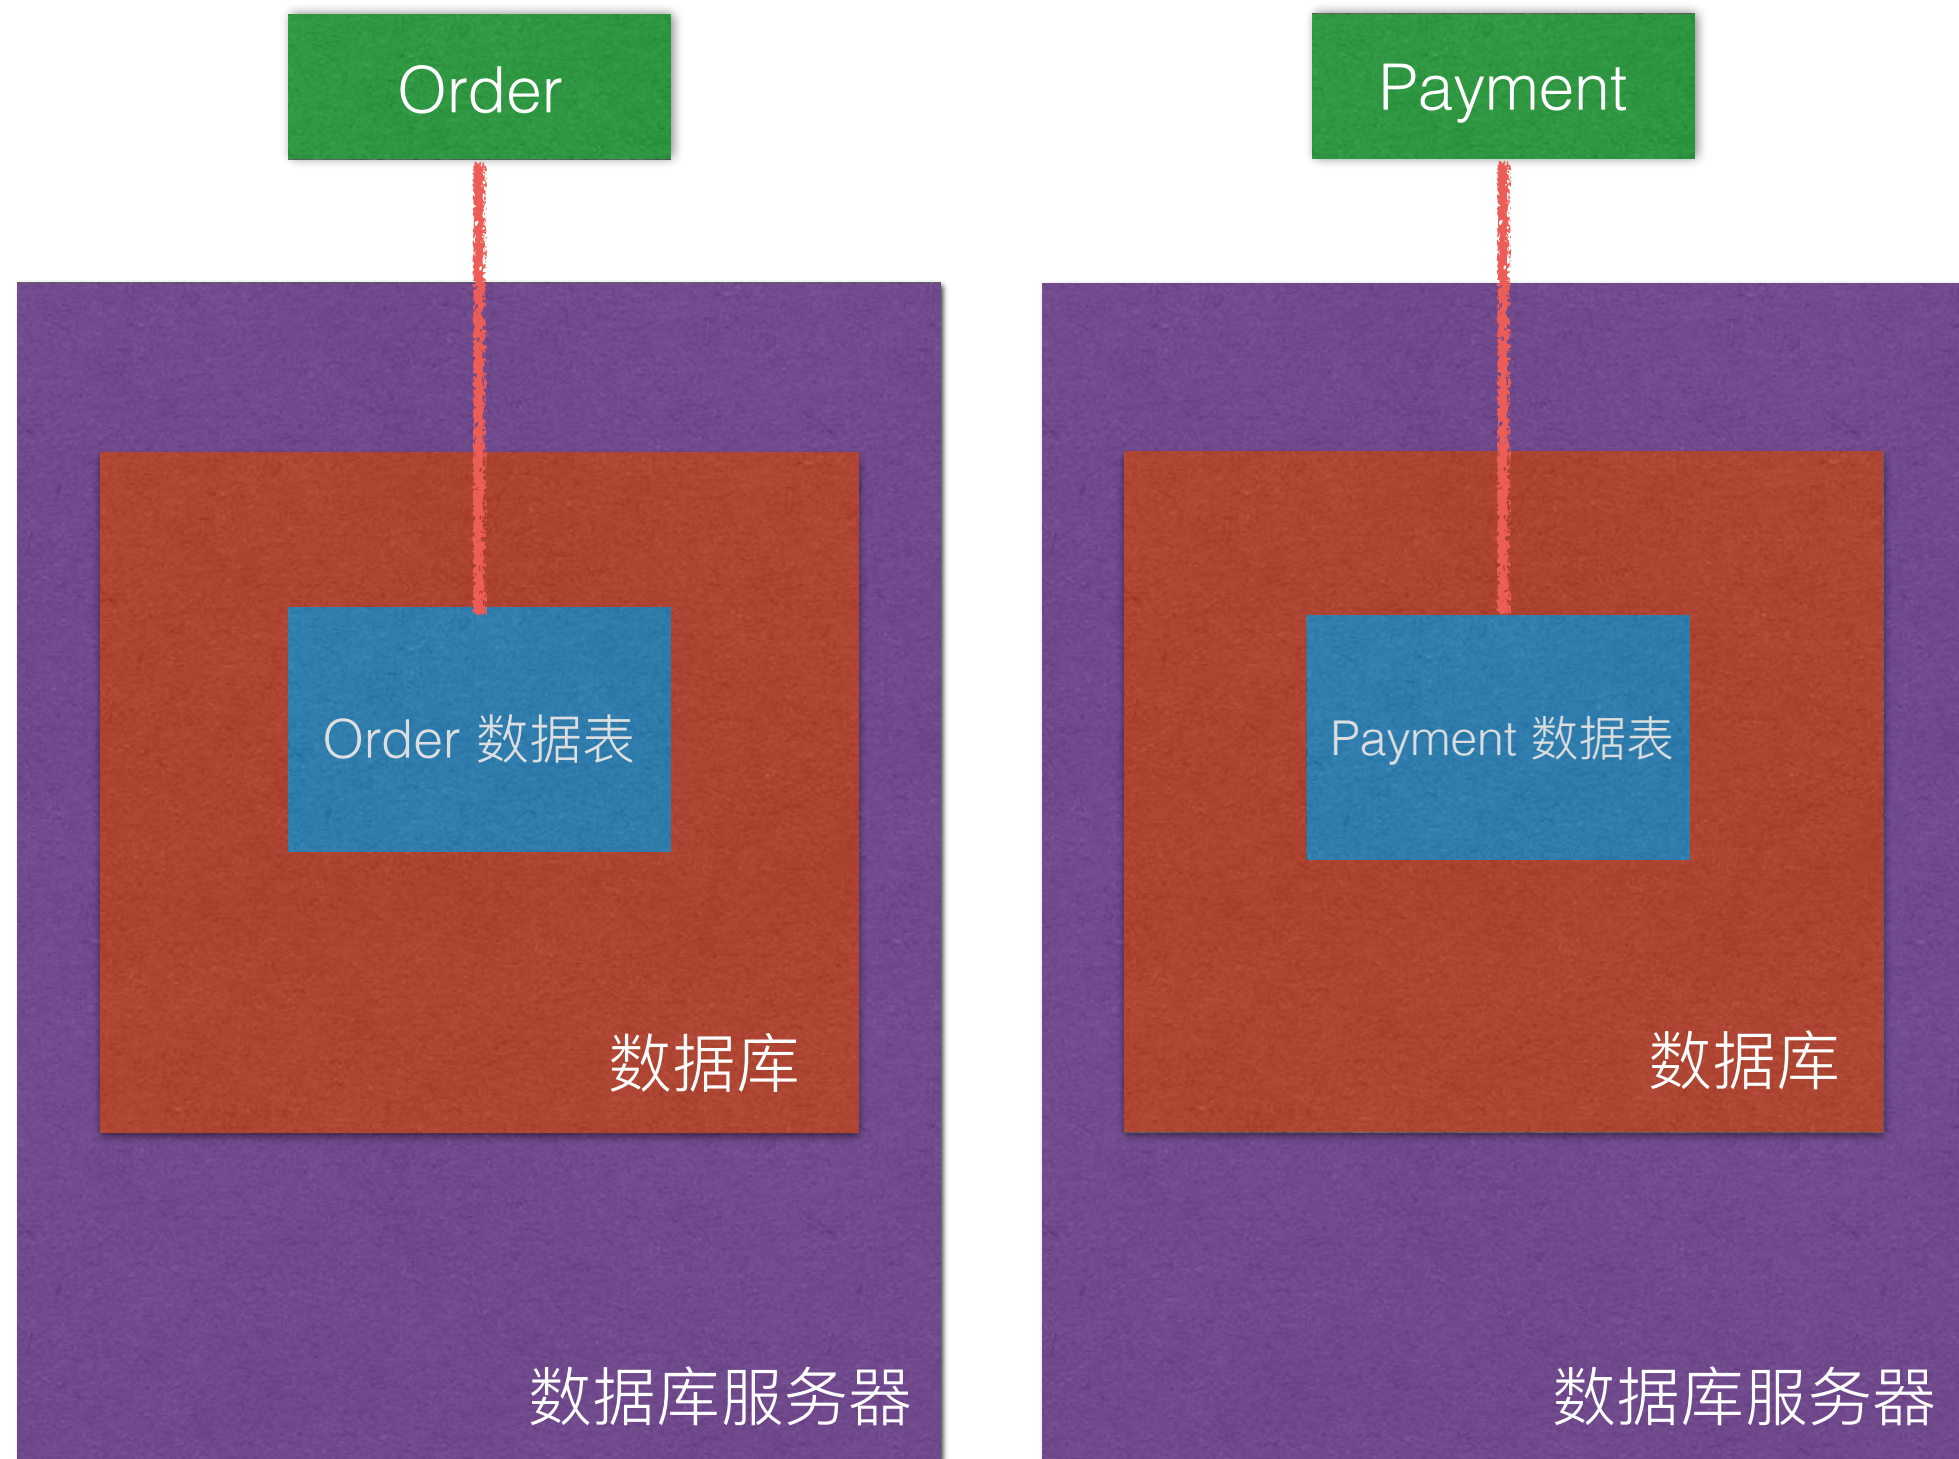 Order
Payment
Order 数据表
Payment 数据表
数据库
数据库
数据库服务器
数据库服务器